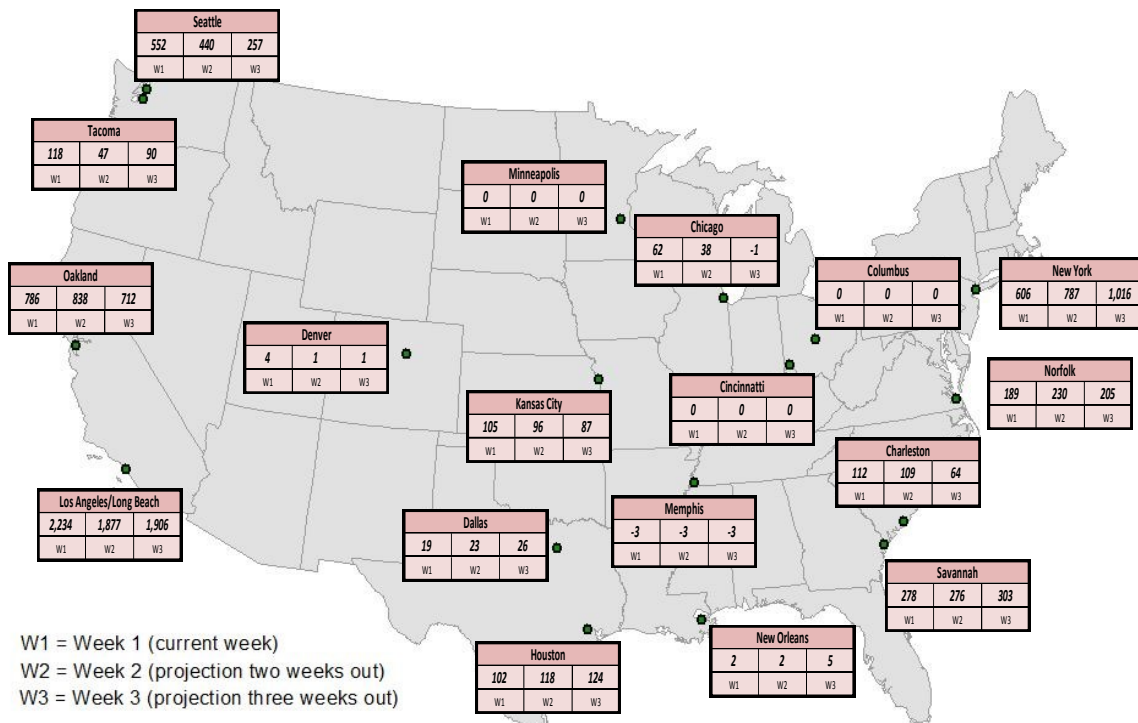 Seattle
552 440 257
W1 W2 W3
Tacoma
118 47 90
W1 W2 W3
Minneapolis
0 0 0
W1 W2 W3
Chicago
62 38 -1
W1 W2 W3
Oakland
786 838 712
W1 W2 W3
Columbus
0 0 0
W1 W2 W3
New York
606 787 1,016
W1 W2 W3
Denver
4 1 1
W1 W2 W3
Cincinnatti
0 0 0
W1 W2 W3
Norfolk
189 230 205
W1 W2 W3
Kansas City
105 96 87
W1 W2 W3
Charleston
112 109 64
W1 W2 W3
Los Angeles/Long Beach
2,234 1,877 1,906
W1 W2 W3
Dallas
19 23 26
W1 W2 W3
Memphis
-3 -3 -3
W1 W2 W3
Savannah
278 276 303
W1 W2 W3
New Orleans
2 2 5
W1 W2 W3
Houston
102 118 124
W1 W2 W3
W1 = Week 1 (current week)
W2 = Week 2 (projection two weeks out)
W3 = Week 3 (projection three weeks out)